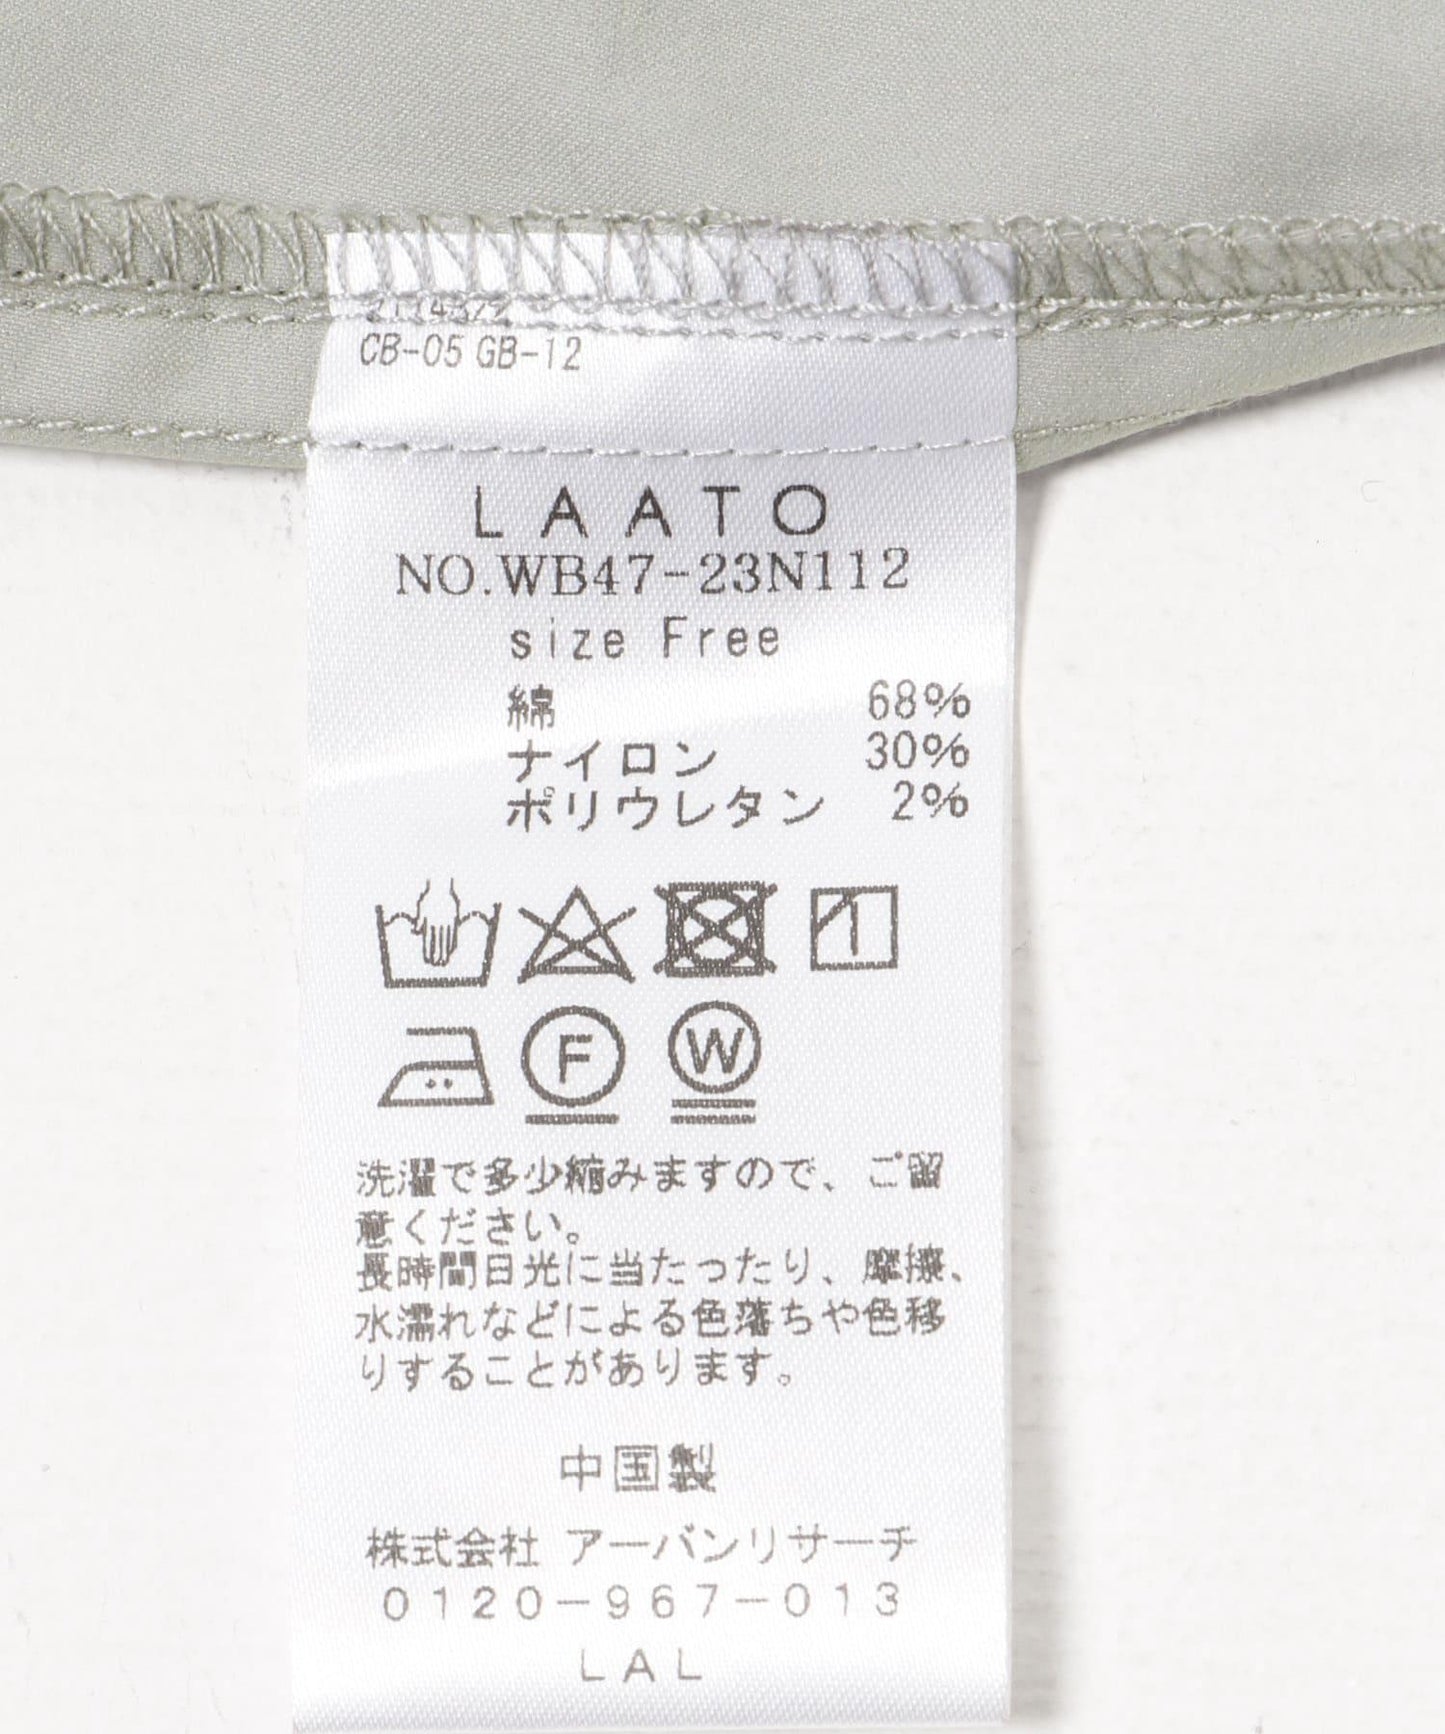 CB-05 GB-12
LAATO
NO.WB47-23N112
size Free
綿 68%
ナイロン 30%
ポリウレタン 2%
F W
洗濯で多少縮みますので、ご留
意ください。
長時間日光に当たったり、摩擦、
水濡れなどによる色落ちや色移
りすることがあります。
中国製
株式会社 アーバンリサーチ
0120-967-013
LAL